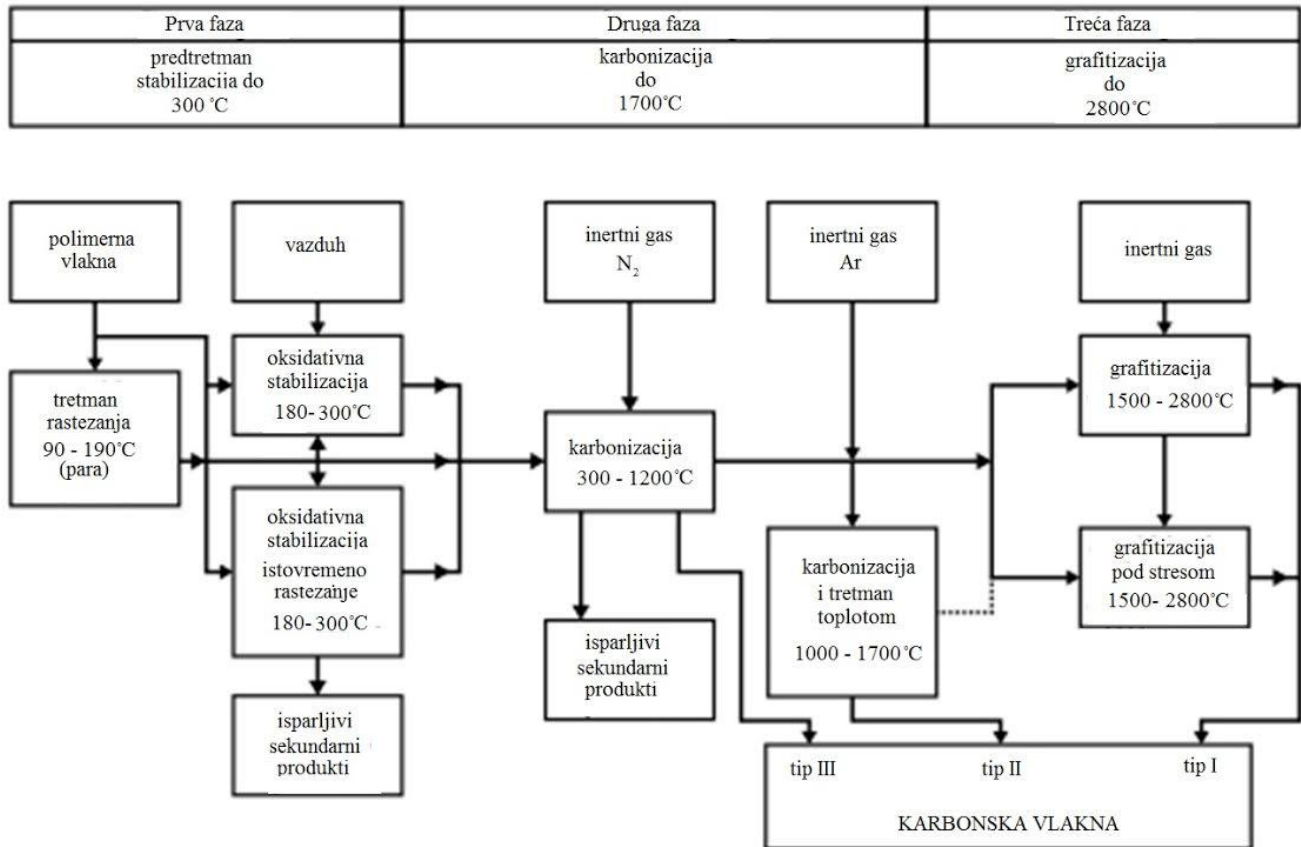 Prva faza
Druga faza
Treća faza
predtretman
stabilizacija do
300 °C
karbonizacija
do
1700°C
grafitizacija
do
2800°C
polimerna
vlakna
vazduh
inertni gas
N₂
inertni gas
Ar
inertni gas
tretman
rastezanja
90 - 190°C
(para)
oksidativna
stabilizacija
180- 300°C
karbonizacija
300 - 1200°C
grafitizacija
1500 - 2800°C
oksidativna
stabilizacija
istovremeno
rastezanje
180- 300°C
karbonizacija
i tretman
toplotom
1000 - 1700°C
grafitizacija
pod stresom
1500- 2800°C
isparljivi
sekundarni
produkti
isparljivi
sekundarni
produkti
tip III
tip II
tip I
KARBONSKA VLAKNA